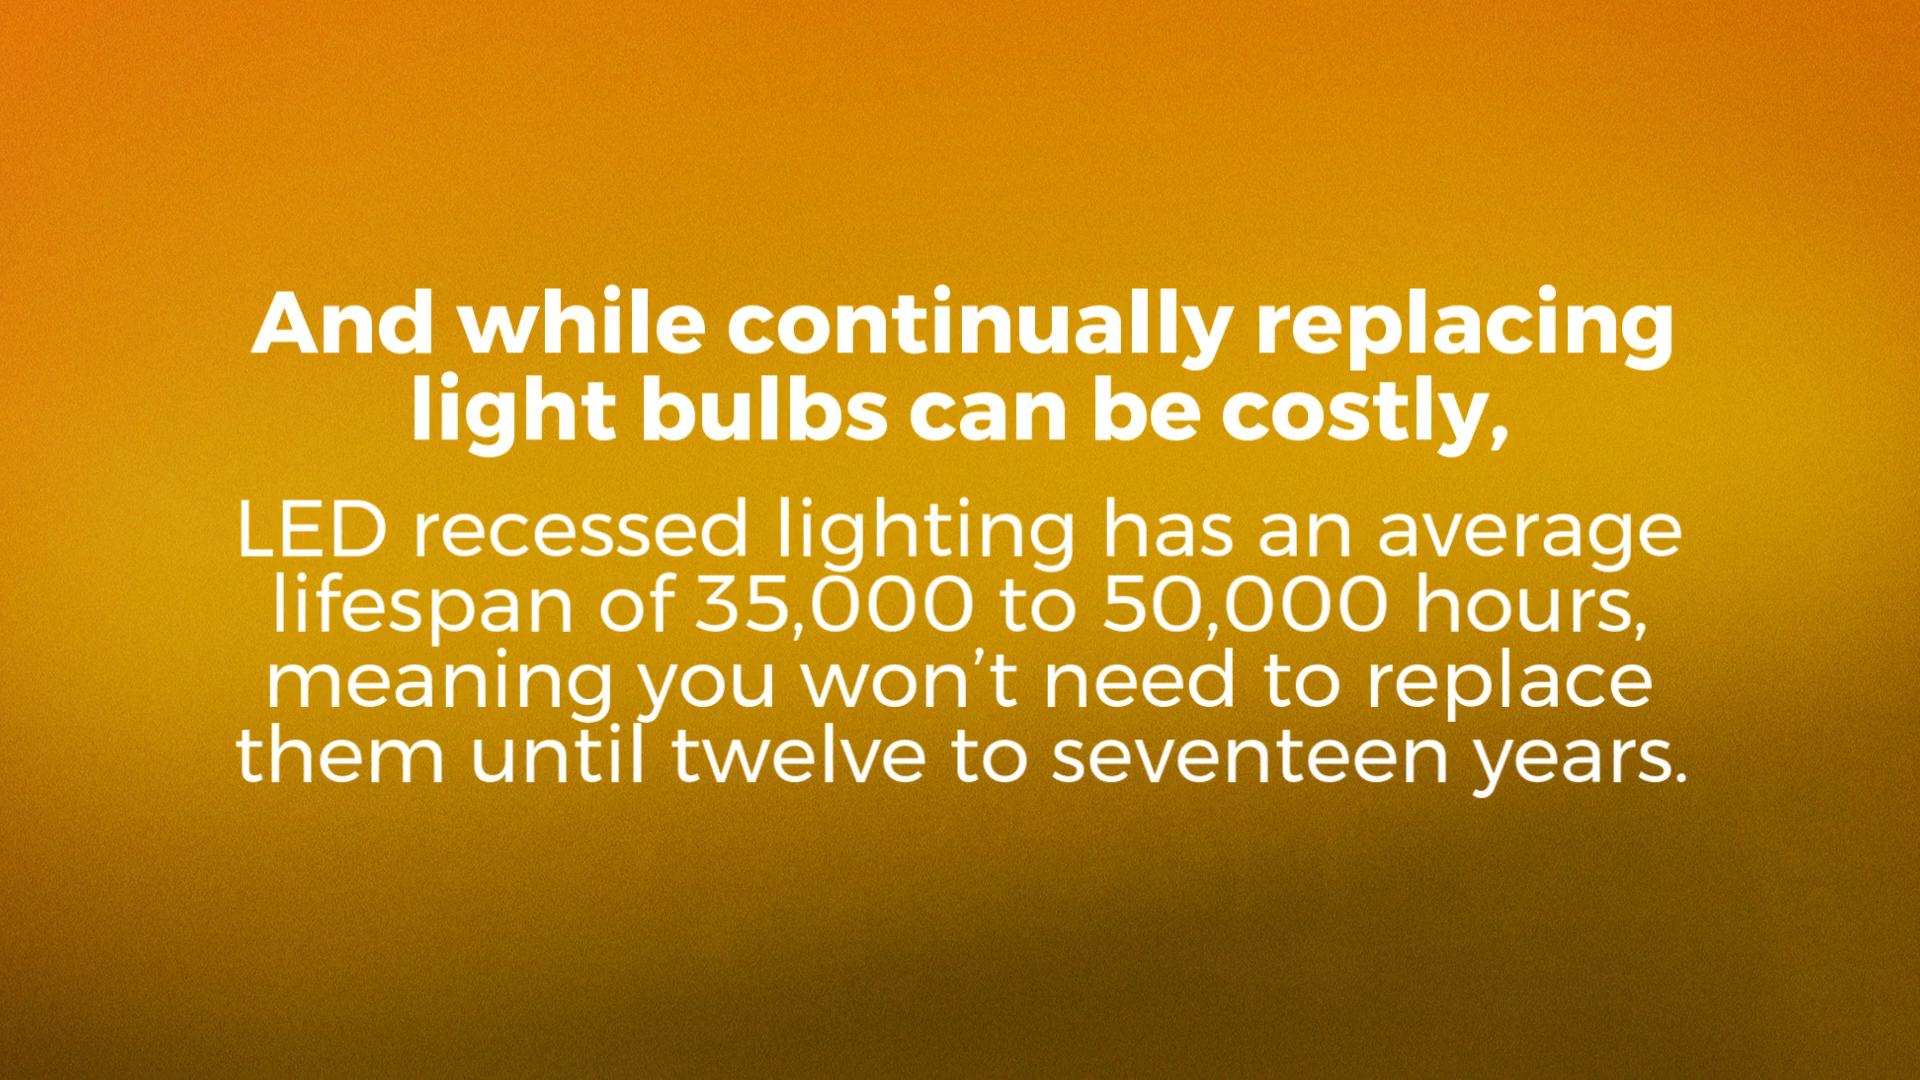 And while continually replacing
light bulbs can be costly,
LED recessed lighting has an average
lifespan of 35,000 to 50,000 hours,
meaning you won’t need to replace
them until twelve to seventeen years.